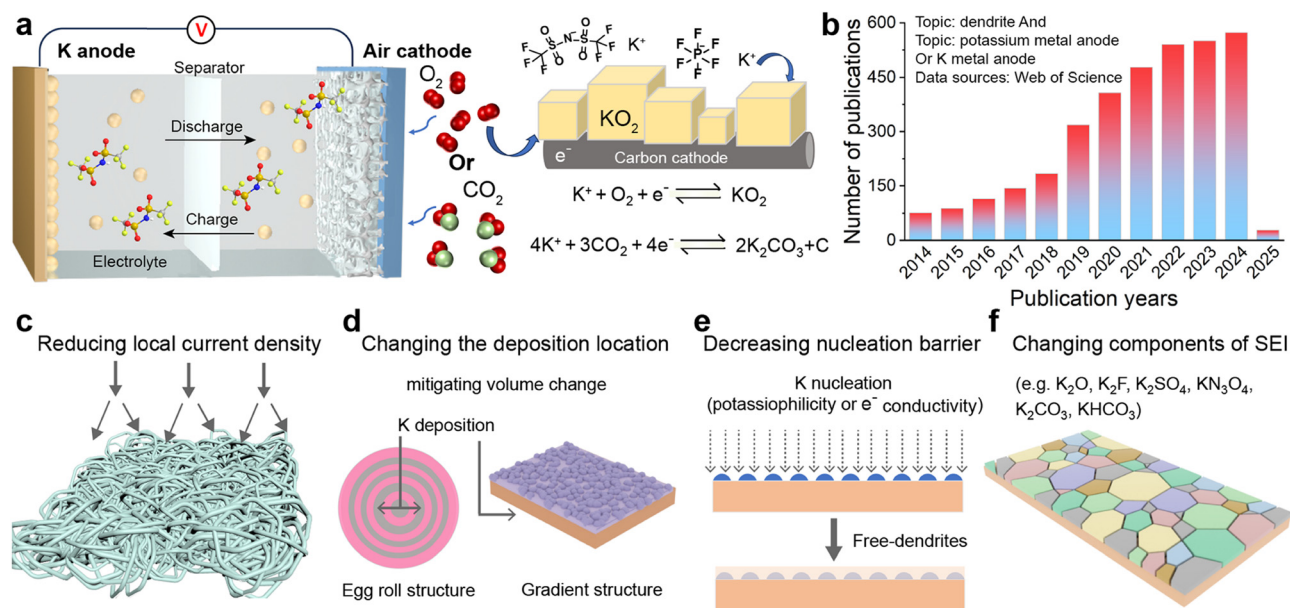 a
V
K anode
Air cathode
Separator
Discharge
Charge
Electrolyte
O₂
Or
CO₂
F F F S O O N⁻ S O O F F F
K⁺
F F F P⁻ F F F
K⁺
KO₂
e⁻
Carbon cathode
K⁺ + O₂ + e⁻ ⇌ KO₂
4K⁺ + 3CO₂ + 4e⁻ ⇌ 2K₂CO₃+C
b
Number of publications
600
450
300
150
0
Topic: dendrite And
Topic: potassium metal anode
Or K metal anode
Data sources: Web of Science
2014
2015
2016
2017
2018
2019
2020
2021
2022
2023
2024
2025
Publication years
c
Reducing local current density
d
Changing the deposition location
mitigating volume change
K deposition
Egg roll structure
Gradient structure
e
Decreasing nucleation barrier
K nucleation
(potassiophilicity or e⁻ conductivity)
Free-dendrites
f
Changing components of SEI
(e.g. K₂O, K₂F, K₂SO₄, KN₃O₄,
K₂CO₃, KHCO₃)